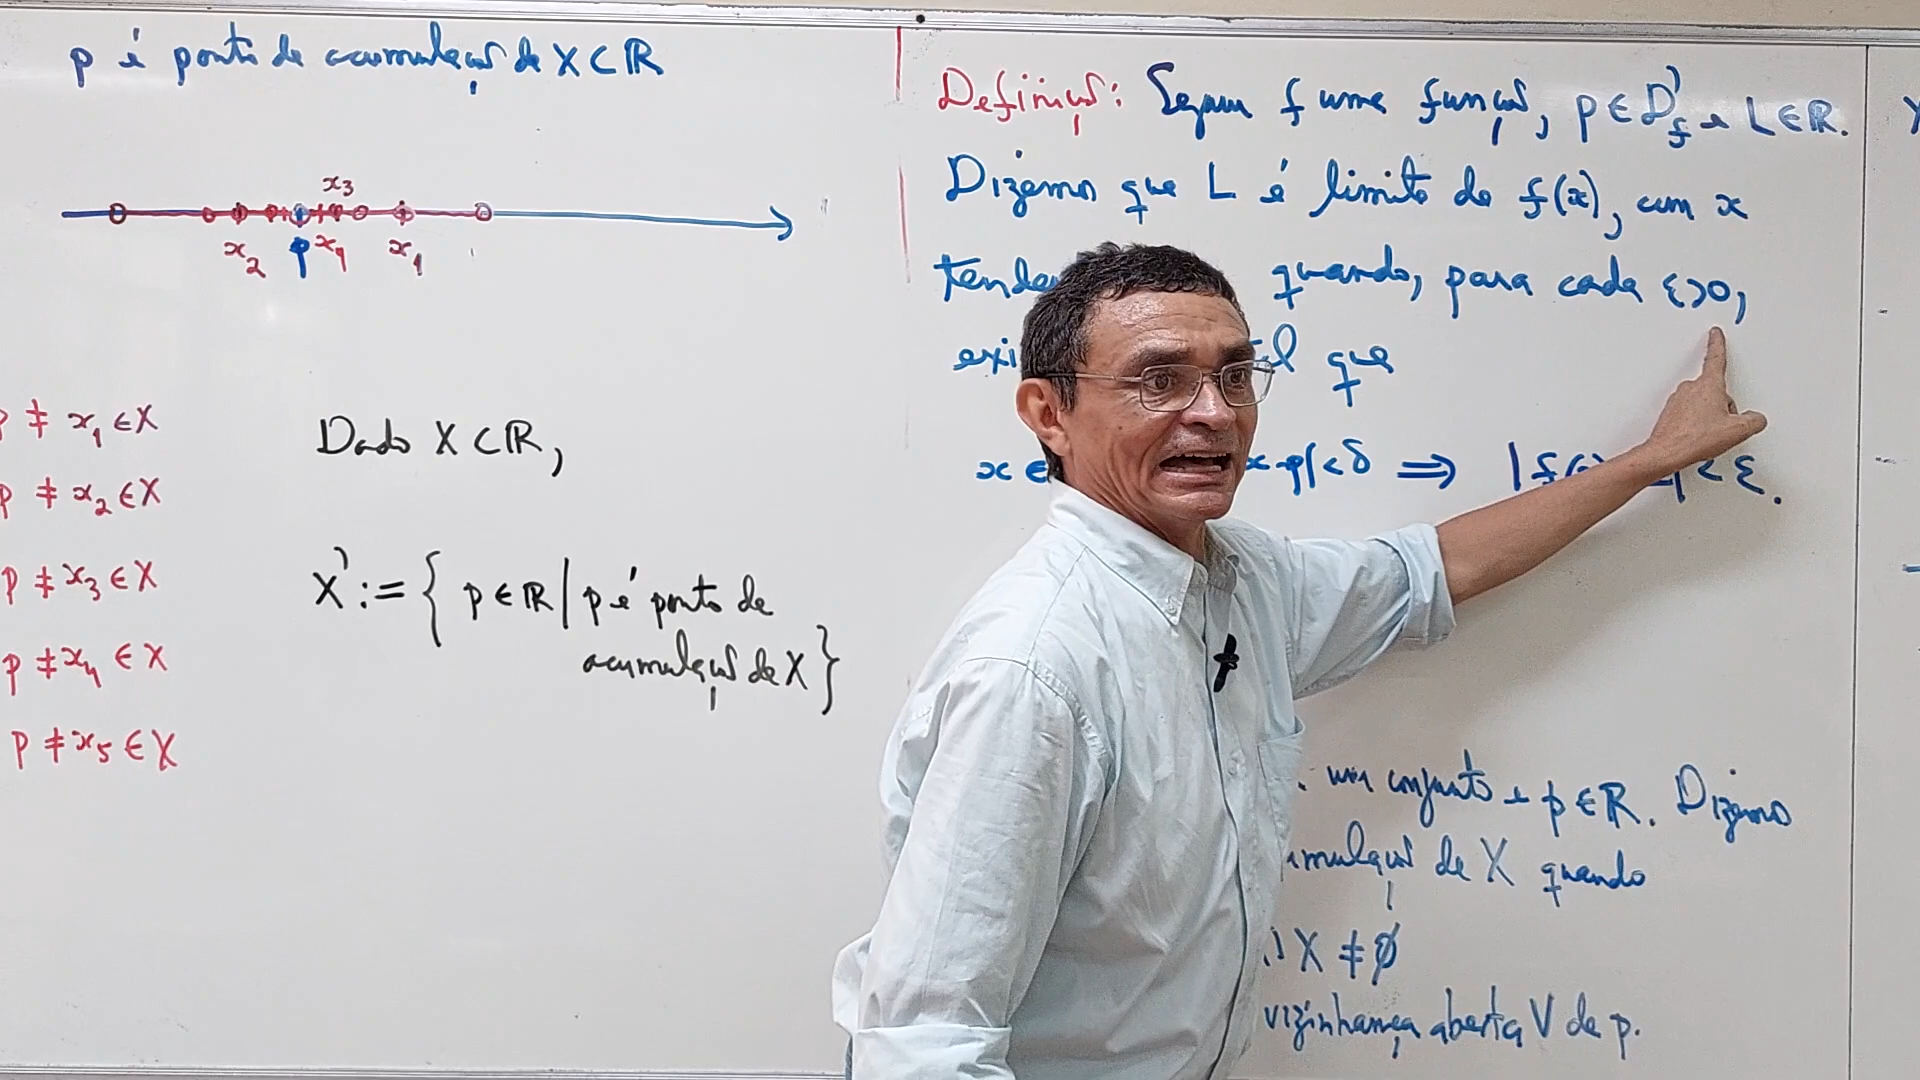 p é ponto de acumulação de X ⊂ ℝ
x₃
x₂ p x₄ x₁
p ≠ x₁ ∈ X
p ≠ x₂ ∈ X
p ≠ x₃ ∈ X
p ≠ x₄ ∈ X
p ≠ x₅ ∈ X
Dado X ⊂ ℝ,
X' := { p ∈ ℝ | p é ponto de
acumulação de X }
Definição: Sejam f uma função, p ∈ D'_f e L ∈ ℝ.
Dizemos que L é limite de f(x), com x
quando, para cada ε>0,
que
x ∈ x-p|<δ ⟹ |f( |<ε.
um conjunto e p ∈ ℝ. Dizemos
de X quando
X ≠ ∅
vizinhança aberta V de p.